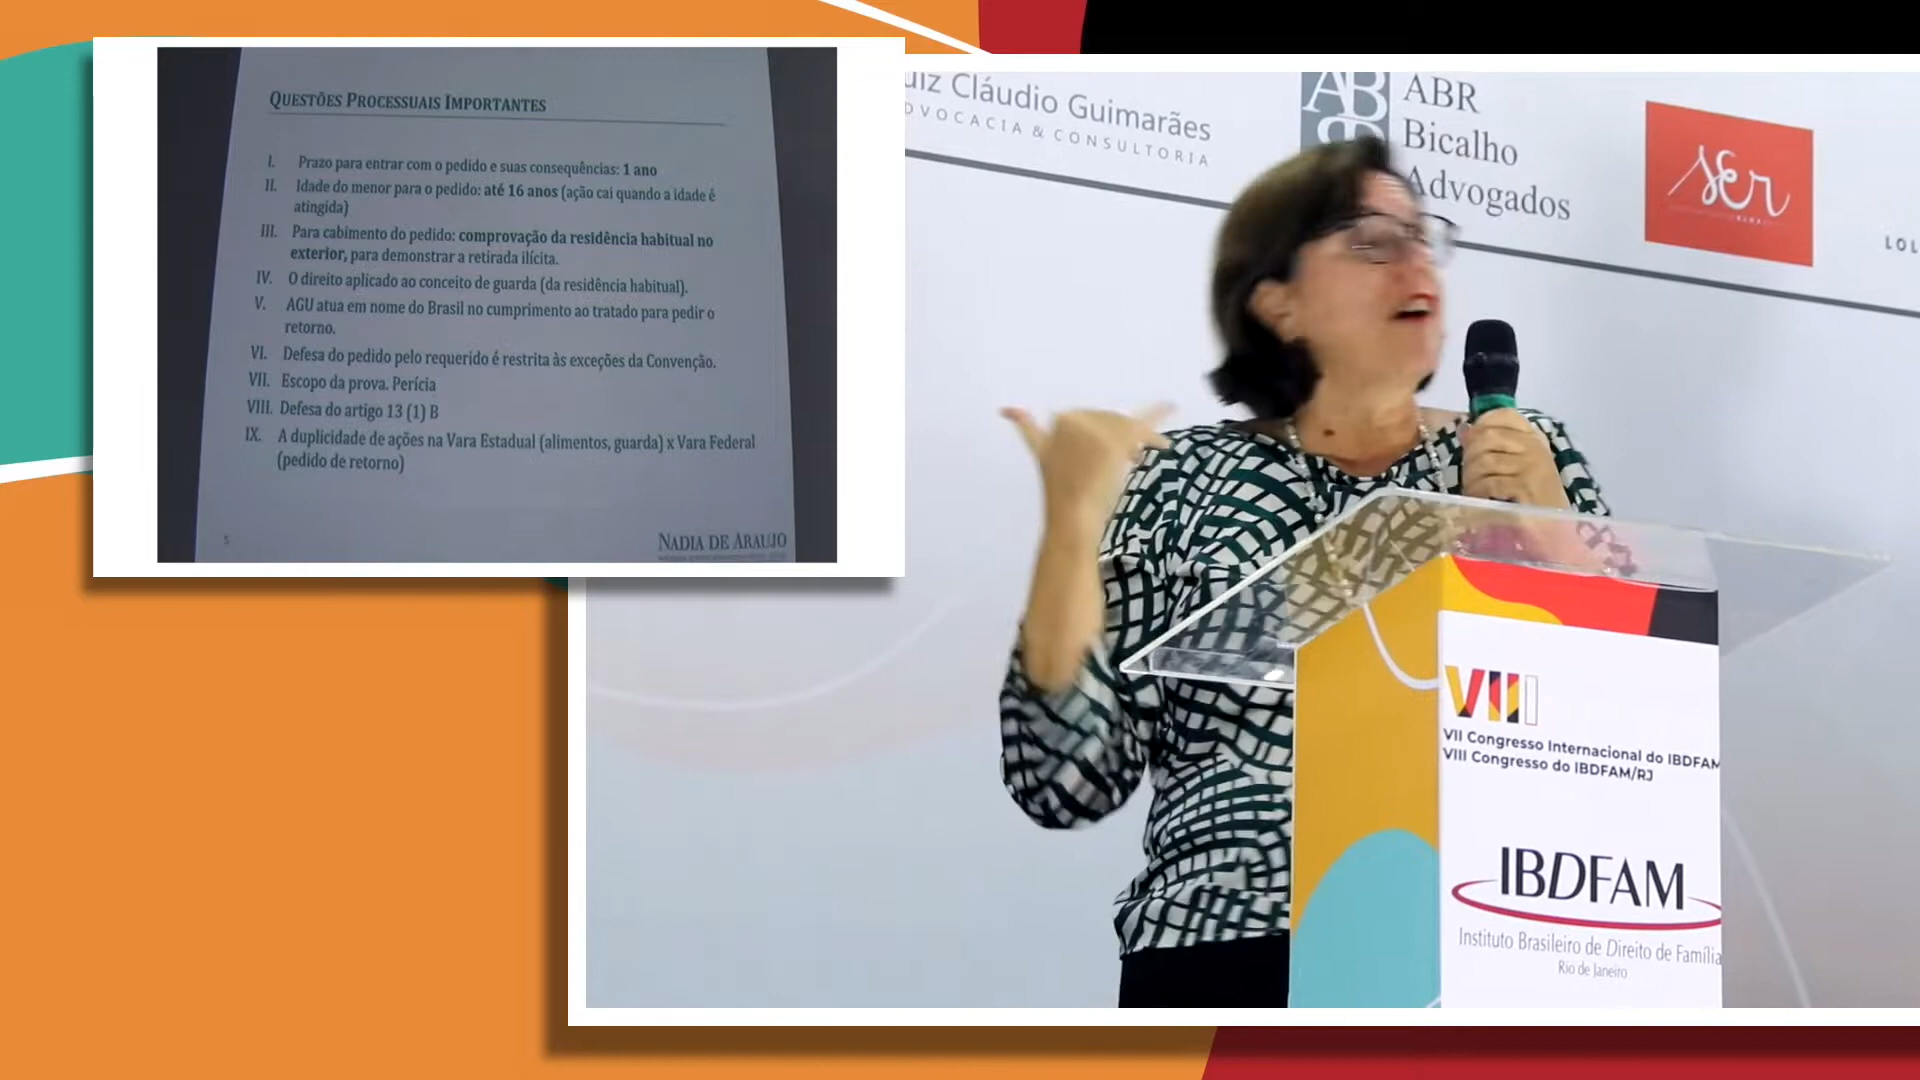 QUESTÕES PROCESSUAIS IMPORTANTES
I. Prazo para entrar com o pedido e suas consequências: 1 ano
II. Idade do menor para o pedido: até 16 anos (ação cai quando a idade é
atingida)
III. Para cabimento do pedido: comprovação da residência habitual no
exterior, para demonstrar a retirada ilícita.
IV. O direito aplicado ao conceito de guarda (da residência habitual).
V. AGU atua em nome do Brasil no cumprimento ao tratado para pedir o
retorno.
VI. Defesa do pedido pelo requerido é restrita às exceções da Convenção.
VII. Escopo da prova. Perícia
VIII. Defesa do artigo 13 (1) B
IX. A duplicidade de ações na Vara Estadual (alimentos, guarda) x Vara Federal
(pedido de retorno)
5
NADIA DE ARAUJO
uiz Cláudio Guimarães
DVOCACIA & CONSULTORIA
AB
ABR
Bicalho
Advogados
ser
LOL
VIII
VII Congresso Internacional do IBDFAM
VIII Congresso do IBDFAM/RJ
IBDFAM
Instituto Brasileiro de Direito de Família
Rio de Janeiro